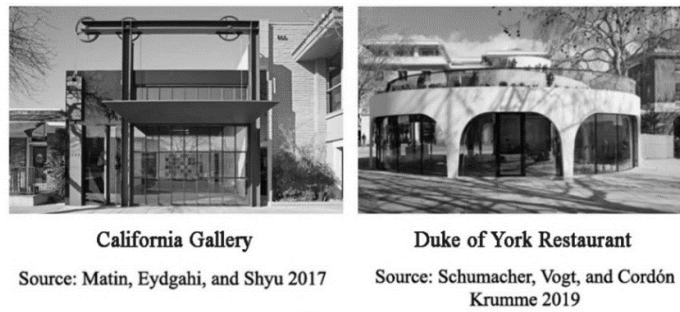 California Gallery
Source: Matin, Eydgahi, and Shyu 2017
Duke of York Restaurant
Source: Schumacher, Vogt, and Cordón
Krumme 2019